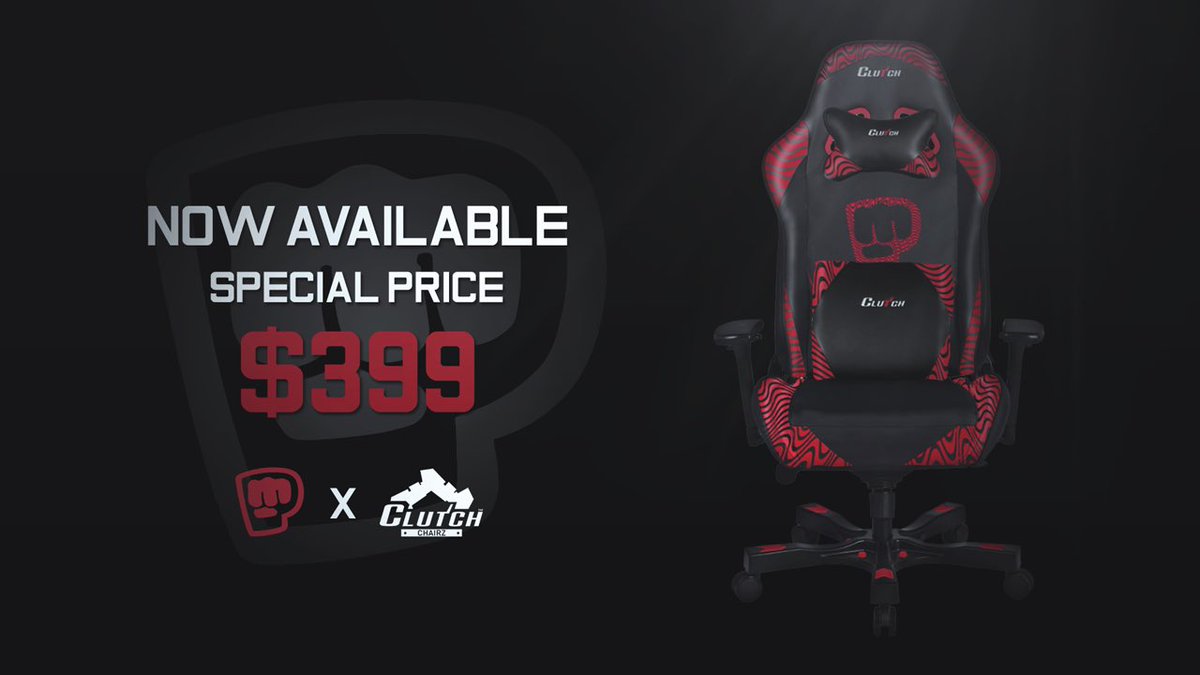 NOW AVAILABLE
SPECIAL PRICE
$399
X
CLUTCH
CHAIRZ
CLUTCH
CLUTCH
CLUTCH